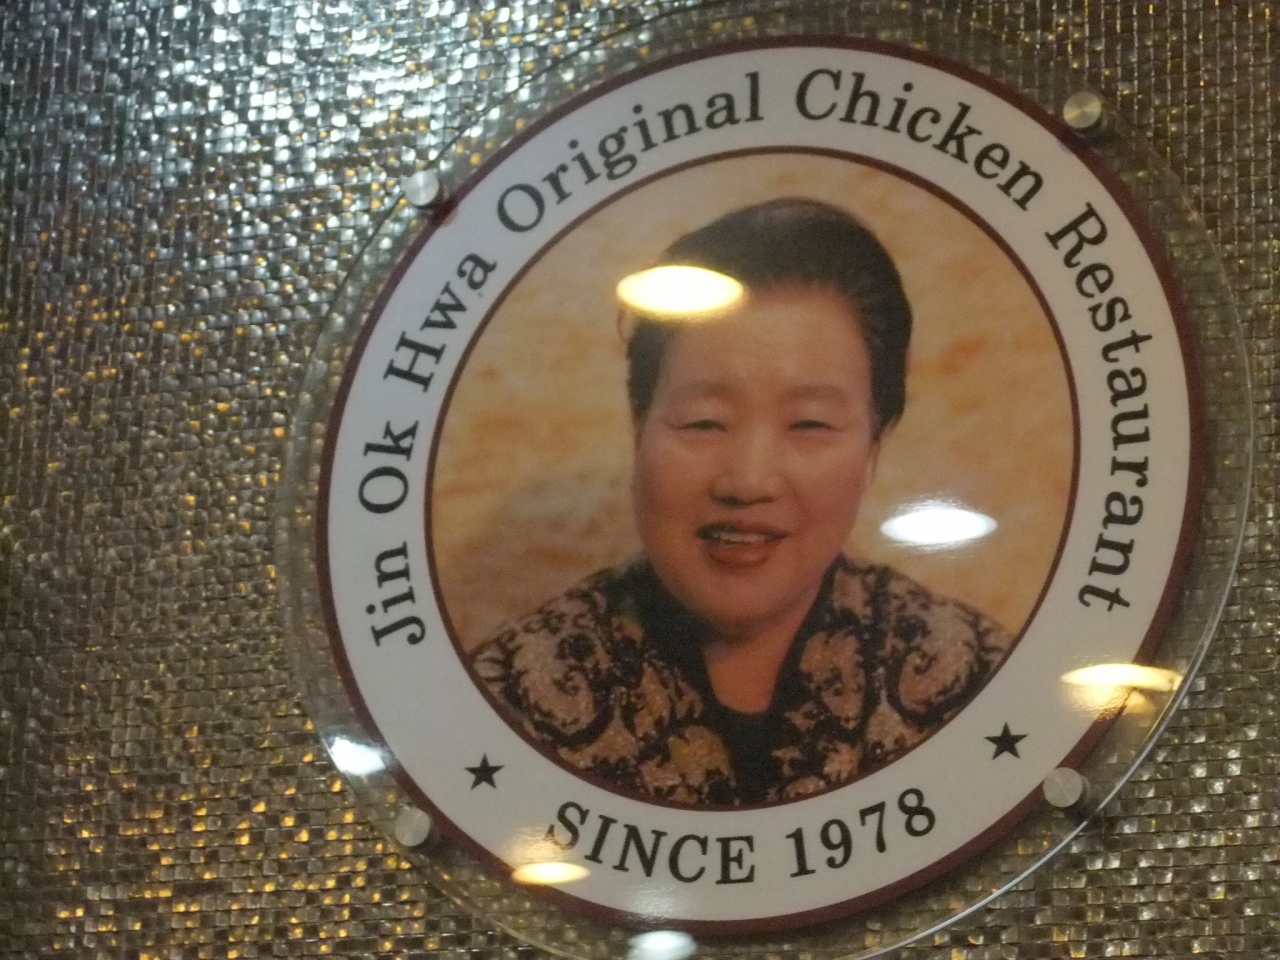 Jin Ok Hwa Original Chicken Restaurant
★ SINCE 1978 ★